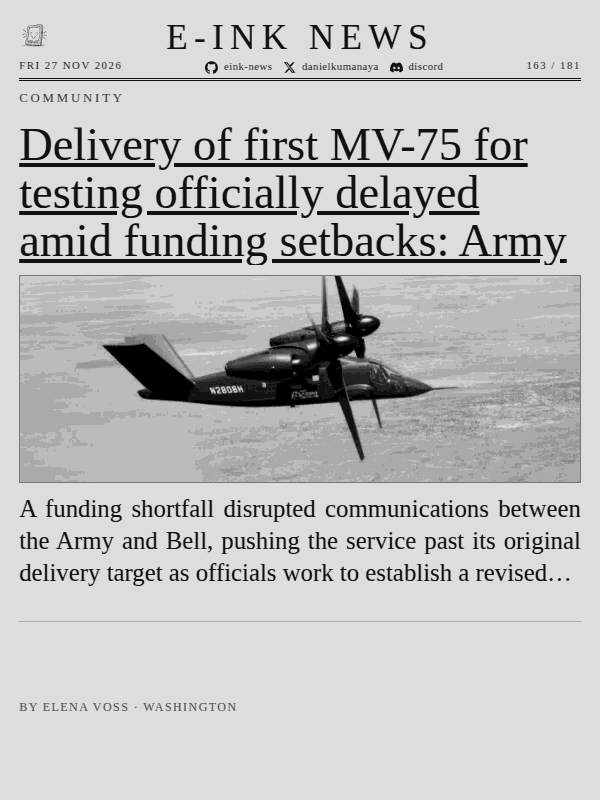 E-INK NEWS
FRI 27 NOV 2026
eink-news danielkumanaya discord
163 / 181
COMMUNITY
Delivery of first MV-75 for
testing officially delayed
amid funding setbacks: Army
N280BH
A funding shortfall disrupted communications between
the Army and Bell, pushing the service past its original
delivery target as officials work to establish a revised…
BY ELENA VOSS · WASHINGTON